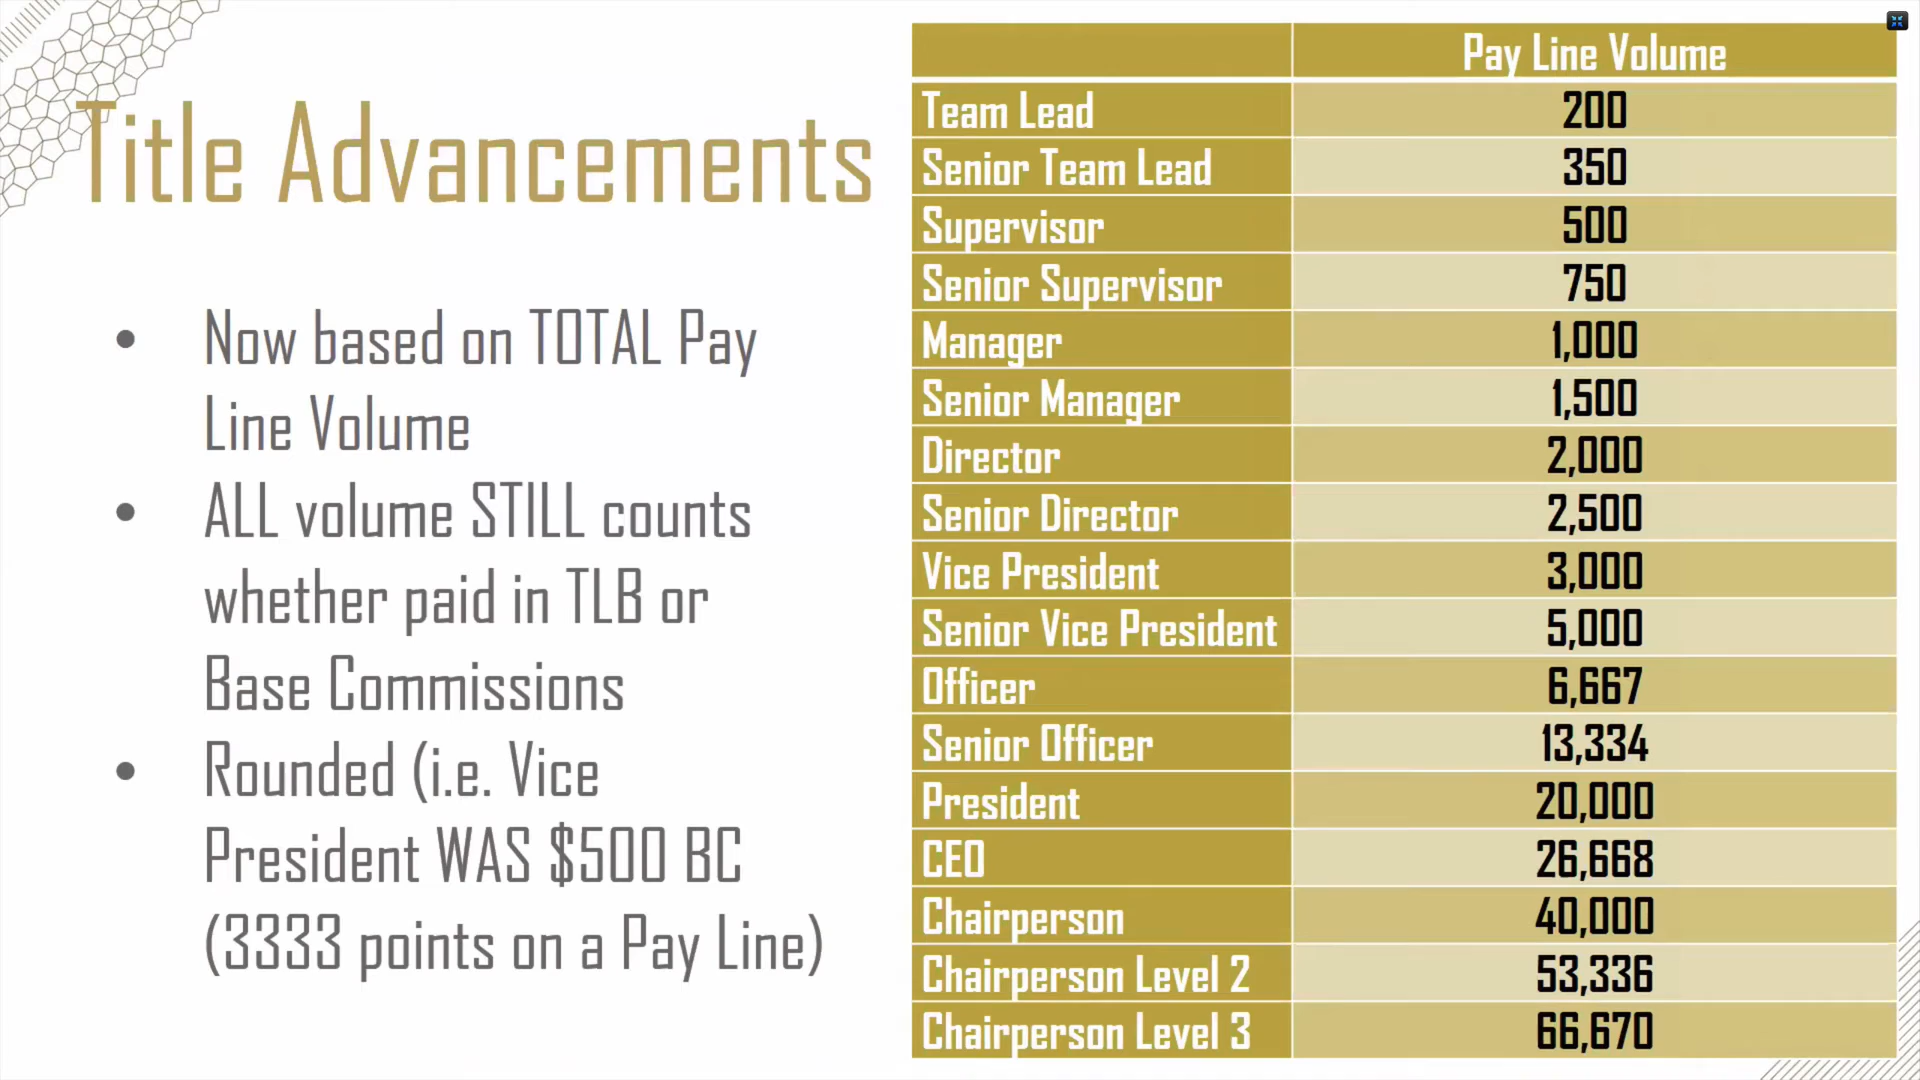 Title Advancements
• Now based on TOTAL Pay
Line Volume
• ALL volume STILL counts
whether paid in TLB or
Base Commissions
• Rounded (i.e. Vice
President WAS $500 BC
(3333 points on a Pay Line)
Pay Line Volume
Team Lead 200
Senior Team Lead 350
Supervisor 500
Senior Supervisor 750
Manager 1,000
Senior Manager 1,500
Director 2,000
Senior Director 2,500
Vice President 3,000
Senior Vice President 5,000
Officer 6,667
Senior Officer 13,334
President 20,000
CEO 26,668
Chairperson 40,000
Chairperson Level 2 53,336
Chairperson Level 3 66,670